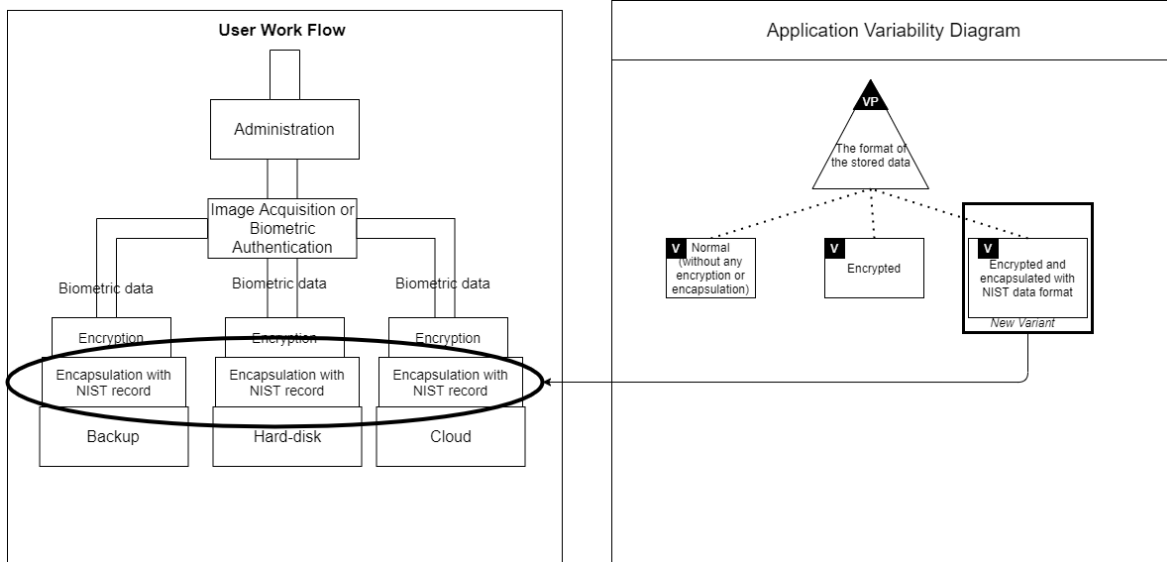 User Work Flow
Administration
Image Acquisition or
Biometric
Authentication
Biometric data
Biometric data
Biometric data
Encryption
Encryption
Encryption
Encapsulation with
NIST record
Encapsulation with
NIST record
Encapsulation with
NIST record
Backup
Hard-disk
Cloud
Application Variability Diagram
VP
The format of
the stored data
V
Normal
(without any
encryption or
encapsulation)
V
Encrypted
V
Encrypted and
encapsulated with
NIST data format
New Variant